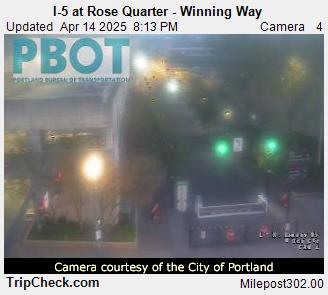 I-5 at Rose Quarter - Winning Way
Updated Apr 14 2025 8:13 PM Camera 4
PBOT
PORTLAND BUREAU OF TRANSPORTATION
Camera courtesy of the City of Portland
TripCheck.com Milepost302.00